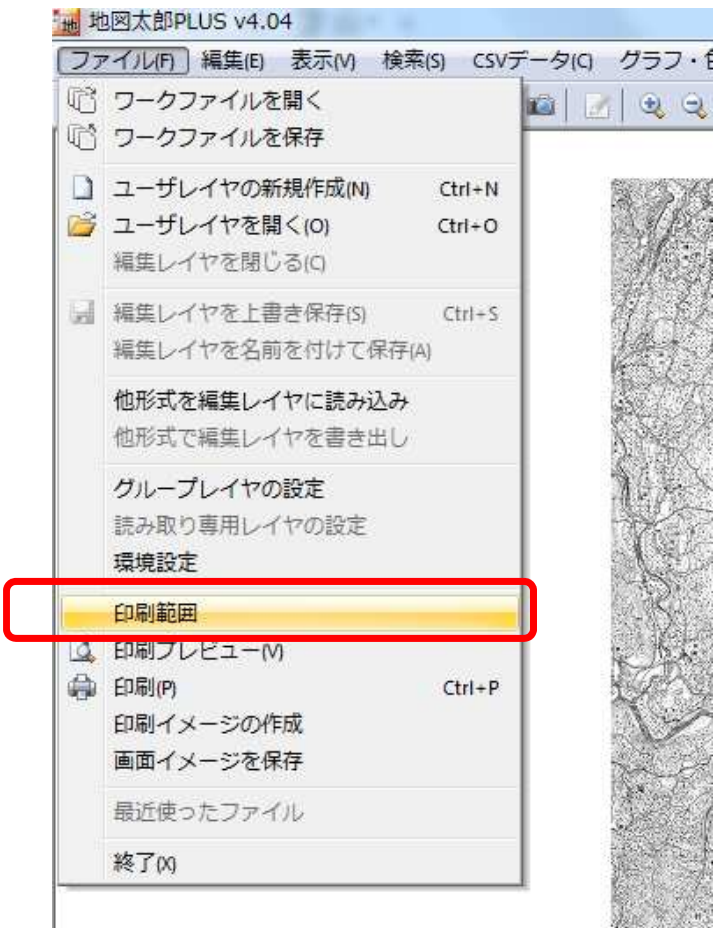 地図太郎PLUS v4.04
ファイル(F) 編集(E) 表示(V) 検索(S) CSVデータ(C) グラフ・
ワークファイルを開く
ワークファイルを保存
ユーザレイヤの新規作成(N) Ctrl+N
ユーザレイヤを開く(O) Ctrl+O
編集レイヤを閉じる(C)
編集レイヤを上書き保存(S) Ctrl+S
編集レイヤを名前を付けて保存(A)
他形式を編集レイヤに読み込み
他形式で編集レイヤを書き出し
グループレイヤの設定
読み取り専用レイヤの設定
環境設定
印刷範囲
印刷プレビュー(V)
印刷(P) Ctrl+P
印刷イメージの作成
画面イメージを保存
最近使ったファイル
終了(X)